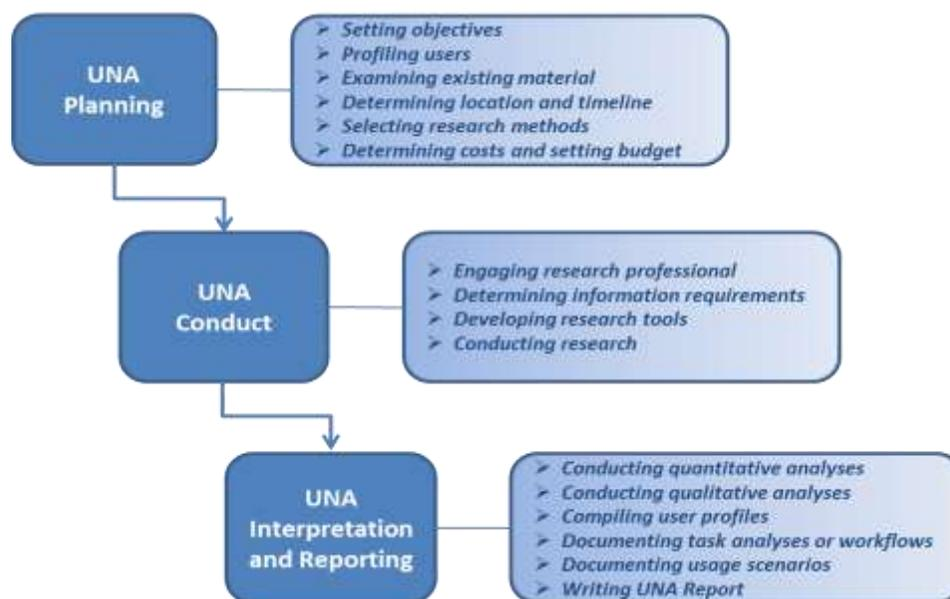 UNA
Planning
➢ Setting objectives
➢ Profiling users
➢ Examining existing material
➢ Determining location and timeline
➢ Selecting research methods
➢ Determining costs and setting budget
UNA
Conduct
➢ Engaging research professional
➢ Determining information requirements
➢ Developing research tools
➢ Conducting research
UNA
Interpretation
and Reporting
➢ Conducting quantitative analyses
➢ Conducting qualitative analyses
➢ Compiling user profiles
➢ Documenting task analyses or workflows
➢ Documenting usage scenarios
➢ Writing UNA Report